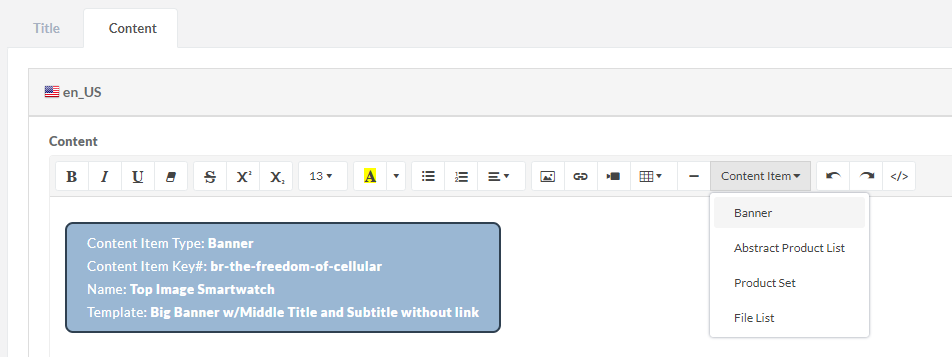 Title Content
en_US
Content
B I U S X² X₂ 13 A Content Item </>
Banner
Abstract Product List
Product Set
File List
Content Item Type: Banner
Content Item Key#: br-the-freedom-of-cellular
Name: Top Image Smartwatch
Template: Big Banner w/Middle Title and Subtitle without link